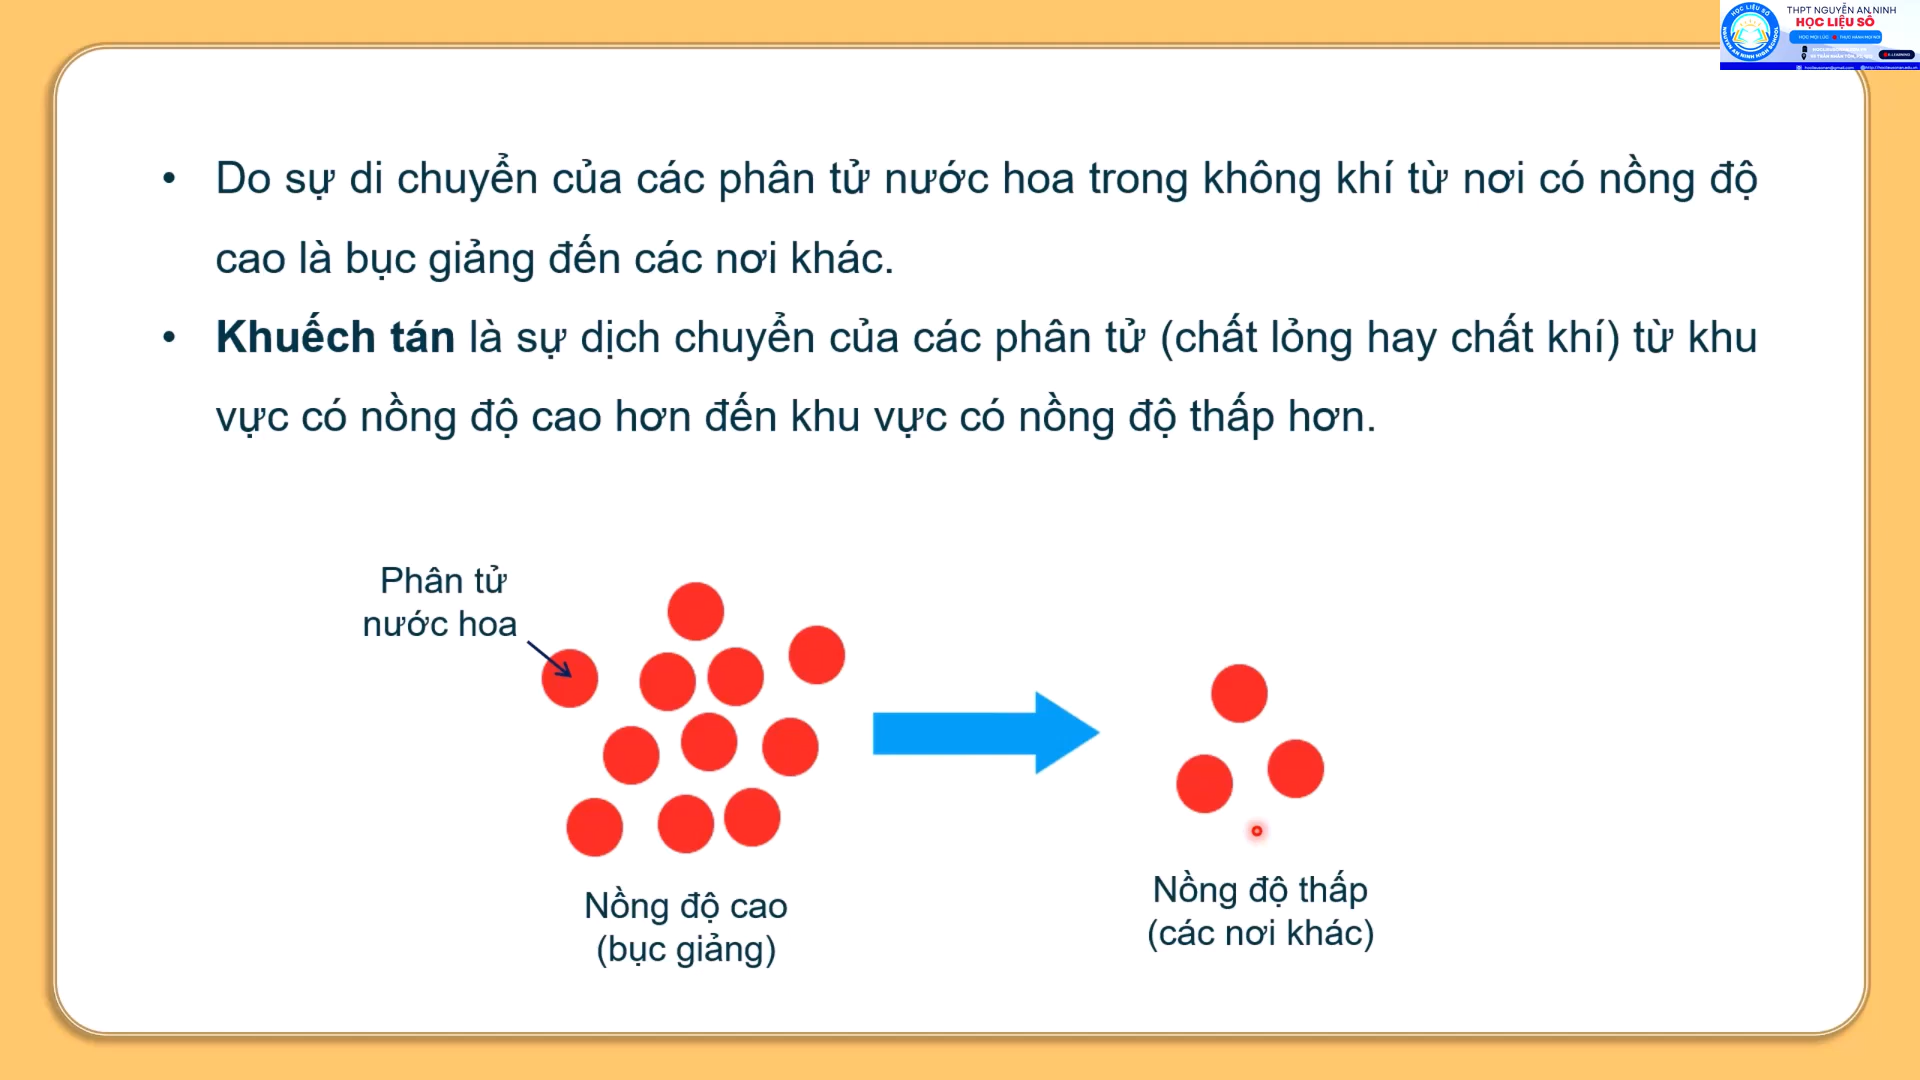 THPT NGUYỄN AN NINH
HỌC LIỆU SỐ
• Do sự di chuyển của các phân tử nước hoa trong không khí từ nơi có nồng độ
cao là bục giảng đến các nơi khác.
• Khuếch tán là sự dịch chuyển của các phân tử (chất lỏng hay chất khí) từ khu
vực có nồng độ cao hơn đến khu vực có nồng độ thấp hơn.
Phân tử
nước hoa
Nồng độ cao
(bục giảng)
Nồng độ thấp
(các nơi khác)